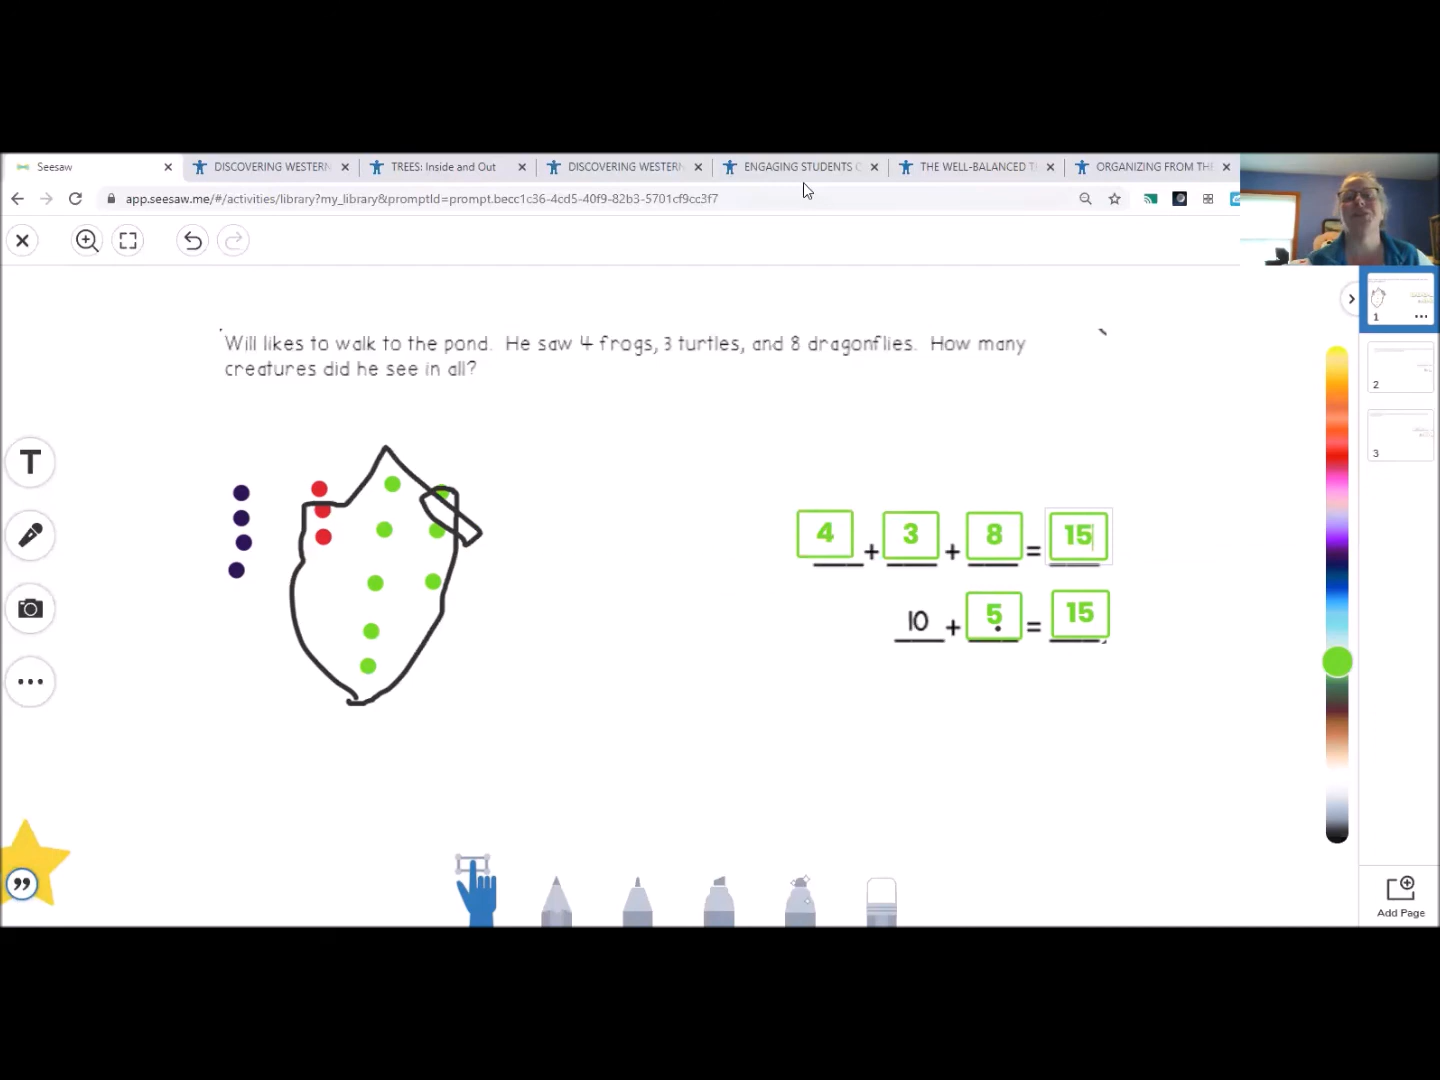 Seesaw
DISCOVERING WESTERN
TREES: Inside and Out
DISCOVERING WESTERN
ENGAGING STUDENTS
THE WELL-BALANCED
ORGANIZING FROM THE
app.seesaw.me/#/activities/library?my_library&promptId=prompt.becc1c36-4cd5-40f9-82b3-5701cf9cc3f7
Will likes to walk to the pond. He saw 4 frogs, 3 turtles, and 8 dragonflies. How many
creatures did he see in all?
4 + 3 + 8 = 15
10 + 5 = 15
T
1
2
3
Add Page